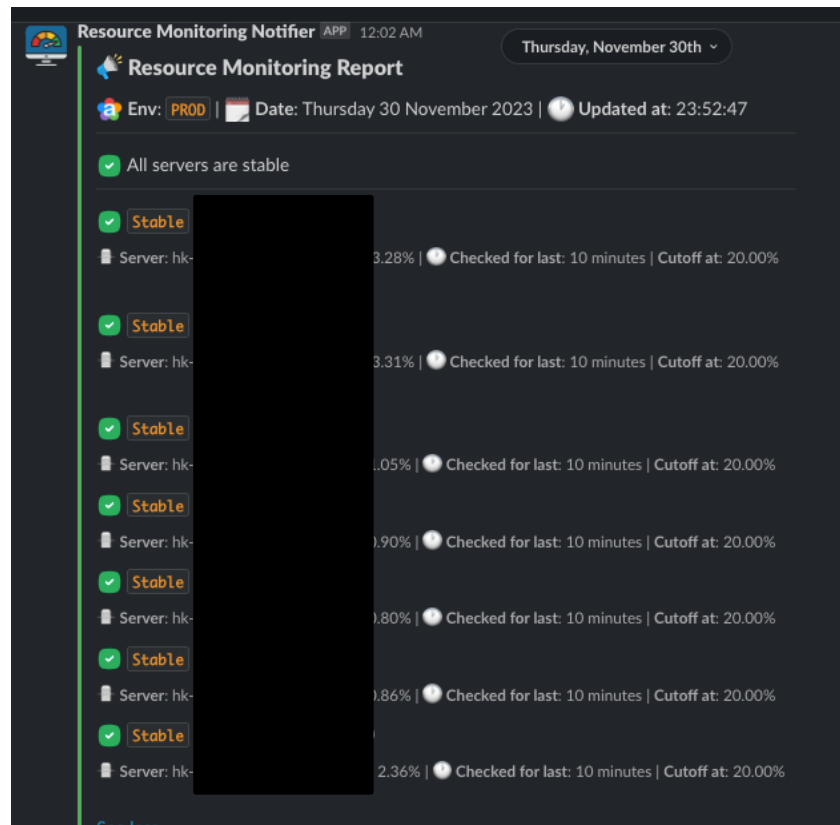 Resource Monitoring Notifier APP 12:02 AM
Thursday, November 30th
Resource Monitoring Report
Env: PROD | Date: Thursday 30 November 2023 | Updated at: 23:52:47
All servers are stable
Stable
Server: hk- 3.28% | Checked for last: 10 minutes | Cutoff at: 20.00%
Stable
Server: hk- 3.31% | Checked for last: 10 minutes | Cutoff at: 20.00%
Stable
Server: hk- .05% | Checked for last: 10 minutes | Cutoff at: 20.00%
Stable
Server: hk- .90% | Checked for last: 10 minutes | Cutoff at: 20.00%
Stable
Server: hk- .80% | Checked for last: 10 minutes | Cutoff at: 20.00%
Stable
Server: hk- .86% | Checked for last: 10 minutes | Cutoff at: 20.00%
Stable
Server: hk- 2.36% | Checked for last: 10 minutes | Cutoff at: 20.00%